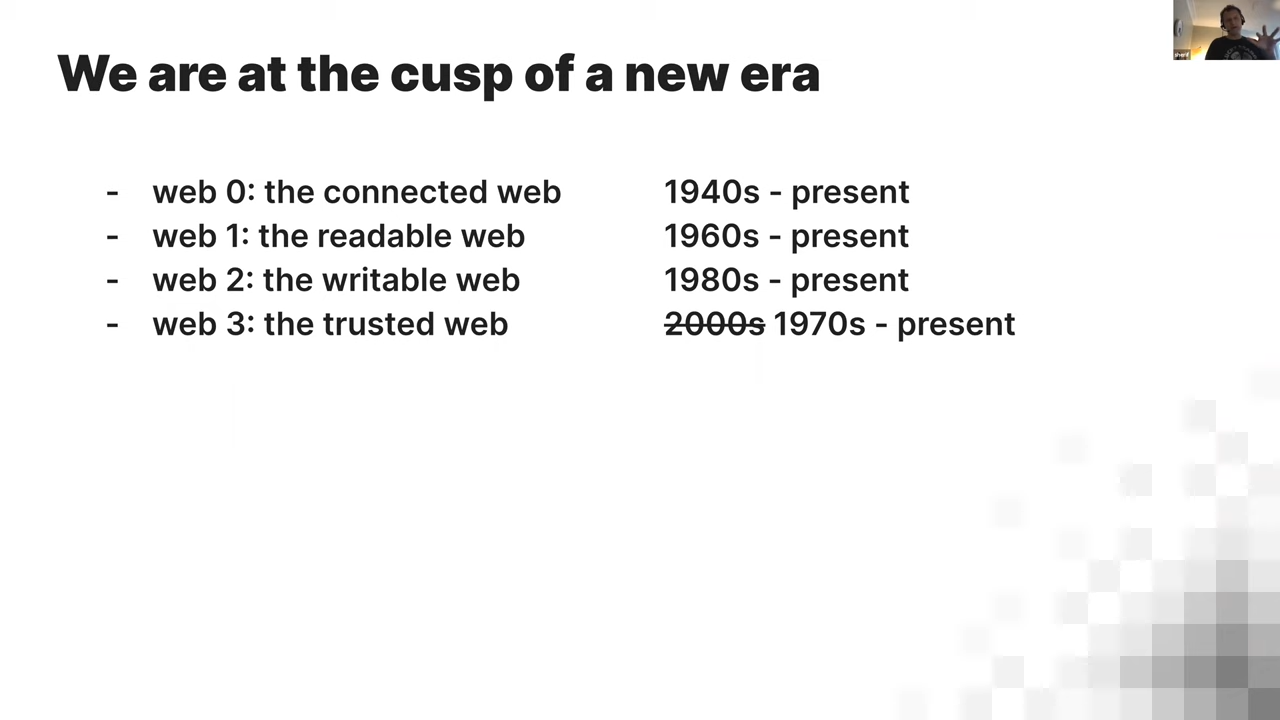 We are at the cusp of a new era
- web 0: the connected web 1940s - present
- web 1: the readable web 1960s - present
- web 2: the writable web 1980s - present
- web 3: the trusted web 2000s 1970s - present
sherif